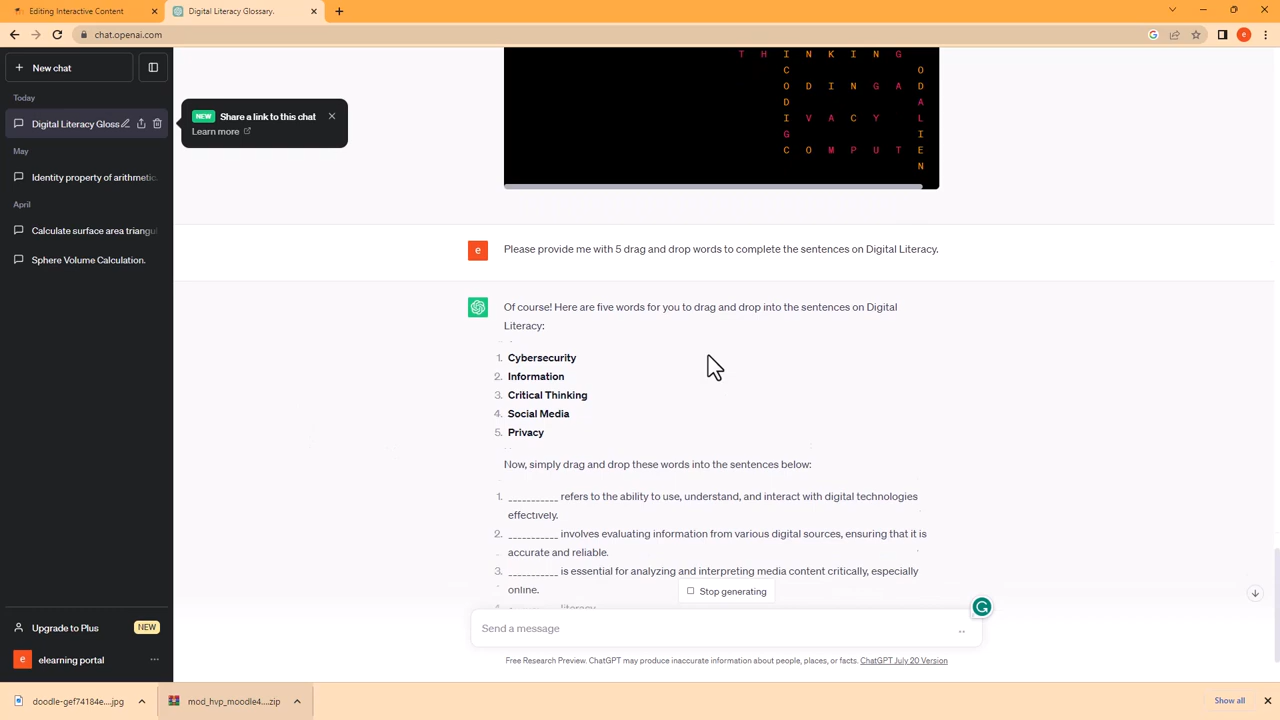 Editing Interactive Content
Digital Literacy Glossary.
chat.openai.com
New chat
Today
Digital Literacy Gloss
May
Identity property of arithmetic.
April
Calculate surface area triangul
Sphere Volume Calculation.
NEW Share a link to this chat
Learn more
T H I N K I N G
C O
O D I N G A D
D A
I V A C Y L
G I
C O M P U T E
N
e Please provide me with 5 drag and drop words to complete the sentences on Digital Literacy.
Of course! Here are five words for you to drag and drop into the sentences on Digital
Literacy:
1. Cybersecurity
2. Information
3. Critical Thinking
4. Social Media
5. Privacy
Now, simply drag and drop these words into the sentences below:
1. ___________ refers to the ability to use, understand, and interact with digital technologies
effectively.
2. ___________ involves evaluating information from various digital sources, ensuring that it is
accurate and reliable.
3. ___________ is essential for analyzing and interpreting media content critically, especially
online.
literacy
Stop generating
Send a message
Free Research Preview. ChatGPT may produce inaccurate information about people, places, or facts. ChatGPT July 20 Version
Upgrade to Plus NEW
e elearning portal
doodle-gef74184e....jpg
mod_hvp_moodle4....zip
Show all